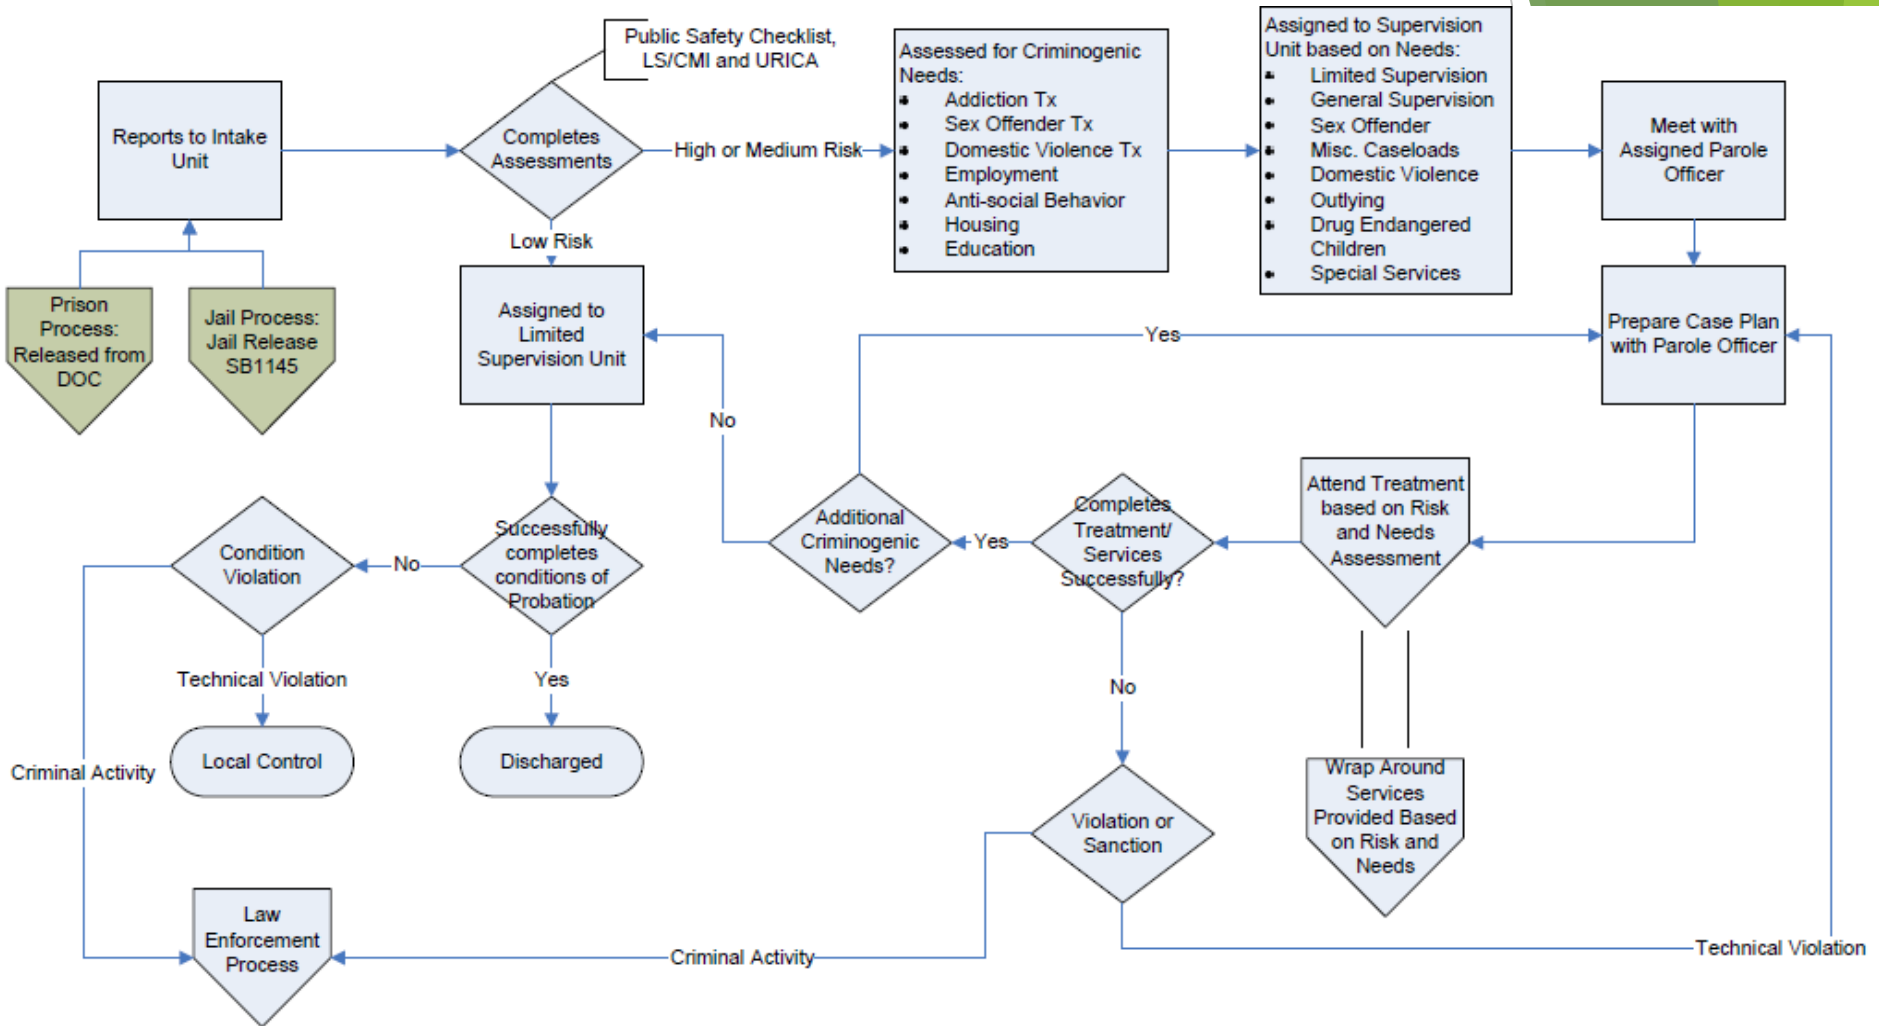 Public Safety Checklist,
LS/CMI and URICA
Reports to Intake
Unit
Completes
Assessments
High or Medium Risk
Assessed for Criminogenic
Needs:
• Addiction Tx
• Sex Offender Tx
• Domestic Violence Tx
• Employment
• Anti-social Behavior
• Housing
• Education
Assigned to Supervision
Unit based on Needs:
• Limited Supervision
• General Supervision
• Sex Offender
• Misc. Caseloads
• Domestic Violence
• Outlying
• Drug Endangered
Children
• Special Services
Meet with
Assigned Parole
Officer
Low Risk
Prison
Process:
Released from
DOC
Jail Process:
Jail Release
SB1145
Assigned to
Limited
Supervision Unit
Yes
Prepare Case Plan
with Parole Officer
No
Condition
Violation
No
Successfully
completes
conditions of
Probation
Additional
Criminogenic
Needs?
Yes
Completes
Treatment/
Services
Successfully?
Attend Treatment
based on Risk
and Needs
Assessment
Technical Violation
Yes
No
Local Control
Discharged
Criminal Activity
Violation or
Sanction
Wrap Around
Services
Provided Based
on Risk and
Needs
Law
Enforcement
Process
Criminal Activity
Technical Violation